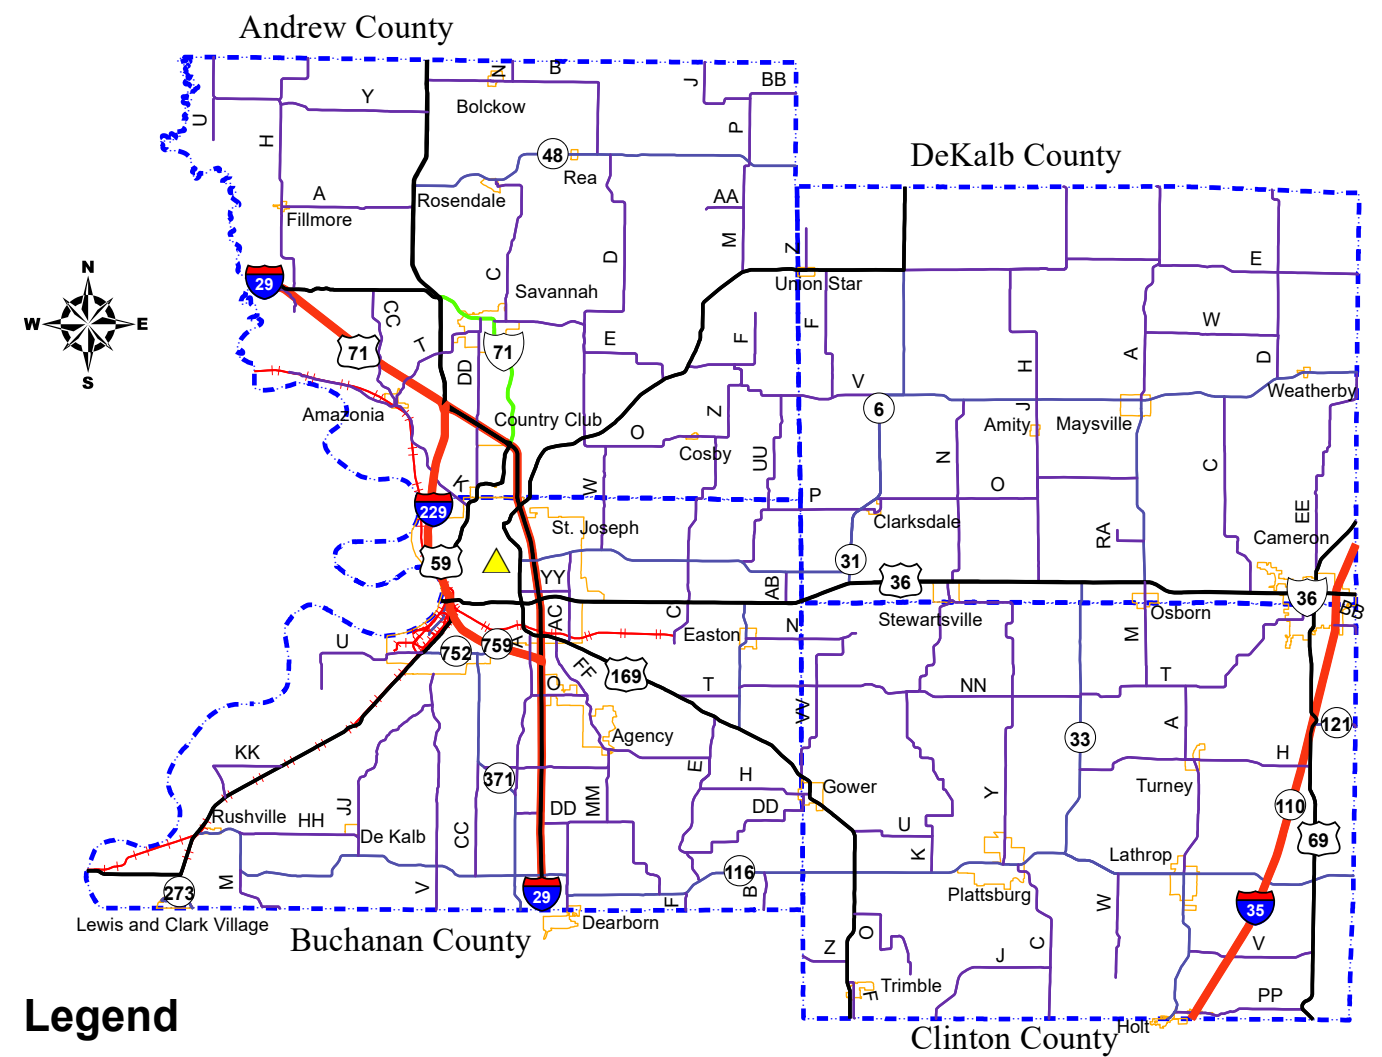 Andrew County
N
B
J
BB
Y
Bolckow
U
H
P
48
Rea
DeKalb County
A
Fillmore
Rosendale
AA
M
D
Z
E
N
29
C
Savannah
Union Star
W
E
S
CC
71
T
71
E
F
F
W
DD
H
A
D
Amazonia
V
6
Weatherby
Country Club
O
Z
J
Amity
Maysville
Cosby
UU
N
C
K
W
P
O
229
St. Joseph
Clarksdale
EE
RA
Cameron
59
31
36
YY
AB
36
BB
AC
C
Stewartsville
Osborn
U
752
759
A
Easton
N
M
FF
169
O
T
NN
T
V
VV
Agency
33
A
121
KK
E
H
H
371
Gower
Turney
MM
DD
DD
Y
110
Rushville
HH
JJ
De Kalb
CC
U
K
69
Lathrop
273
M
V
116
B
Plattsburg
29
F
W
35
Lewis and Clark Village
Dearborn
Buchanan County
O
Z
C
V
J
Trimble
F
PP
Legend
Clinton County
Holt